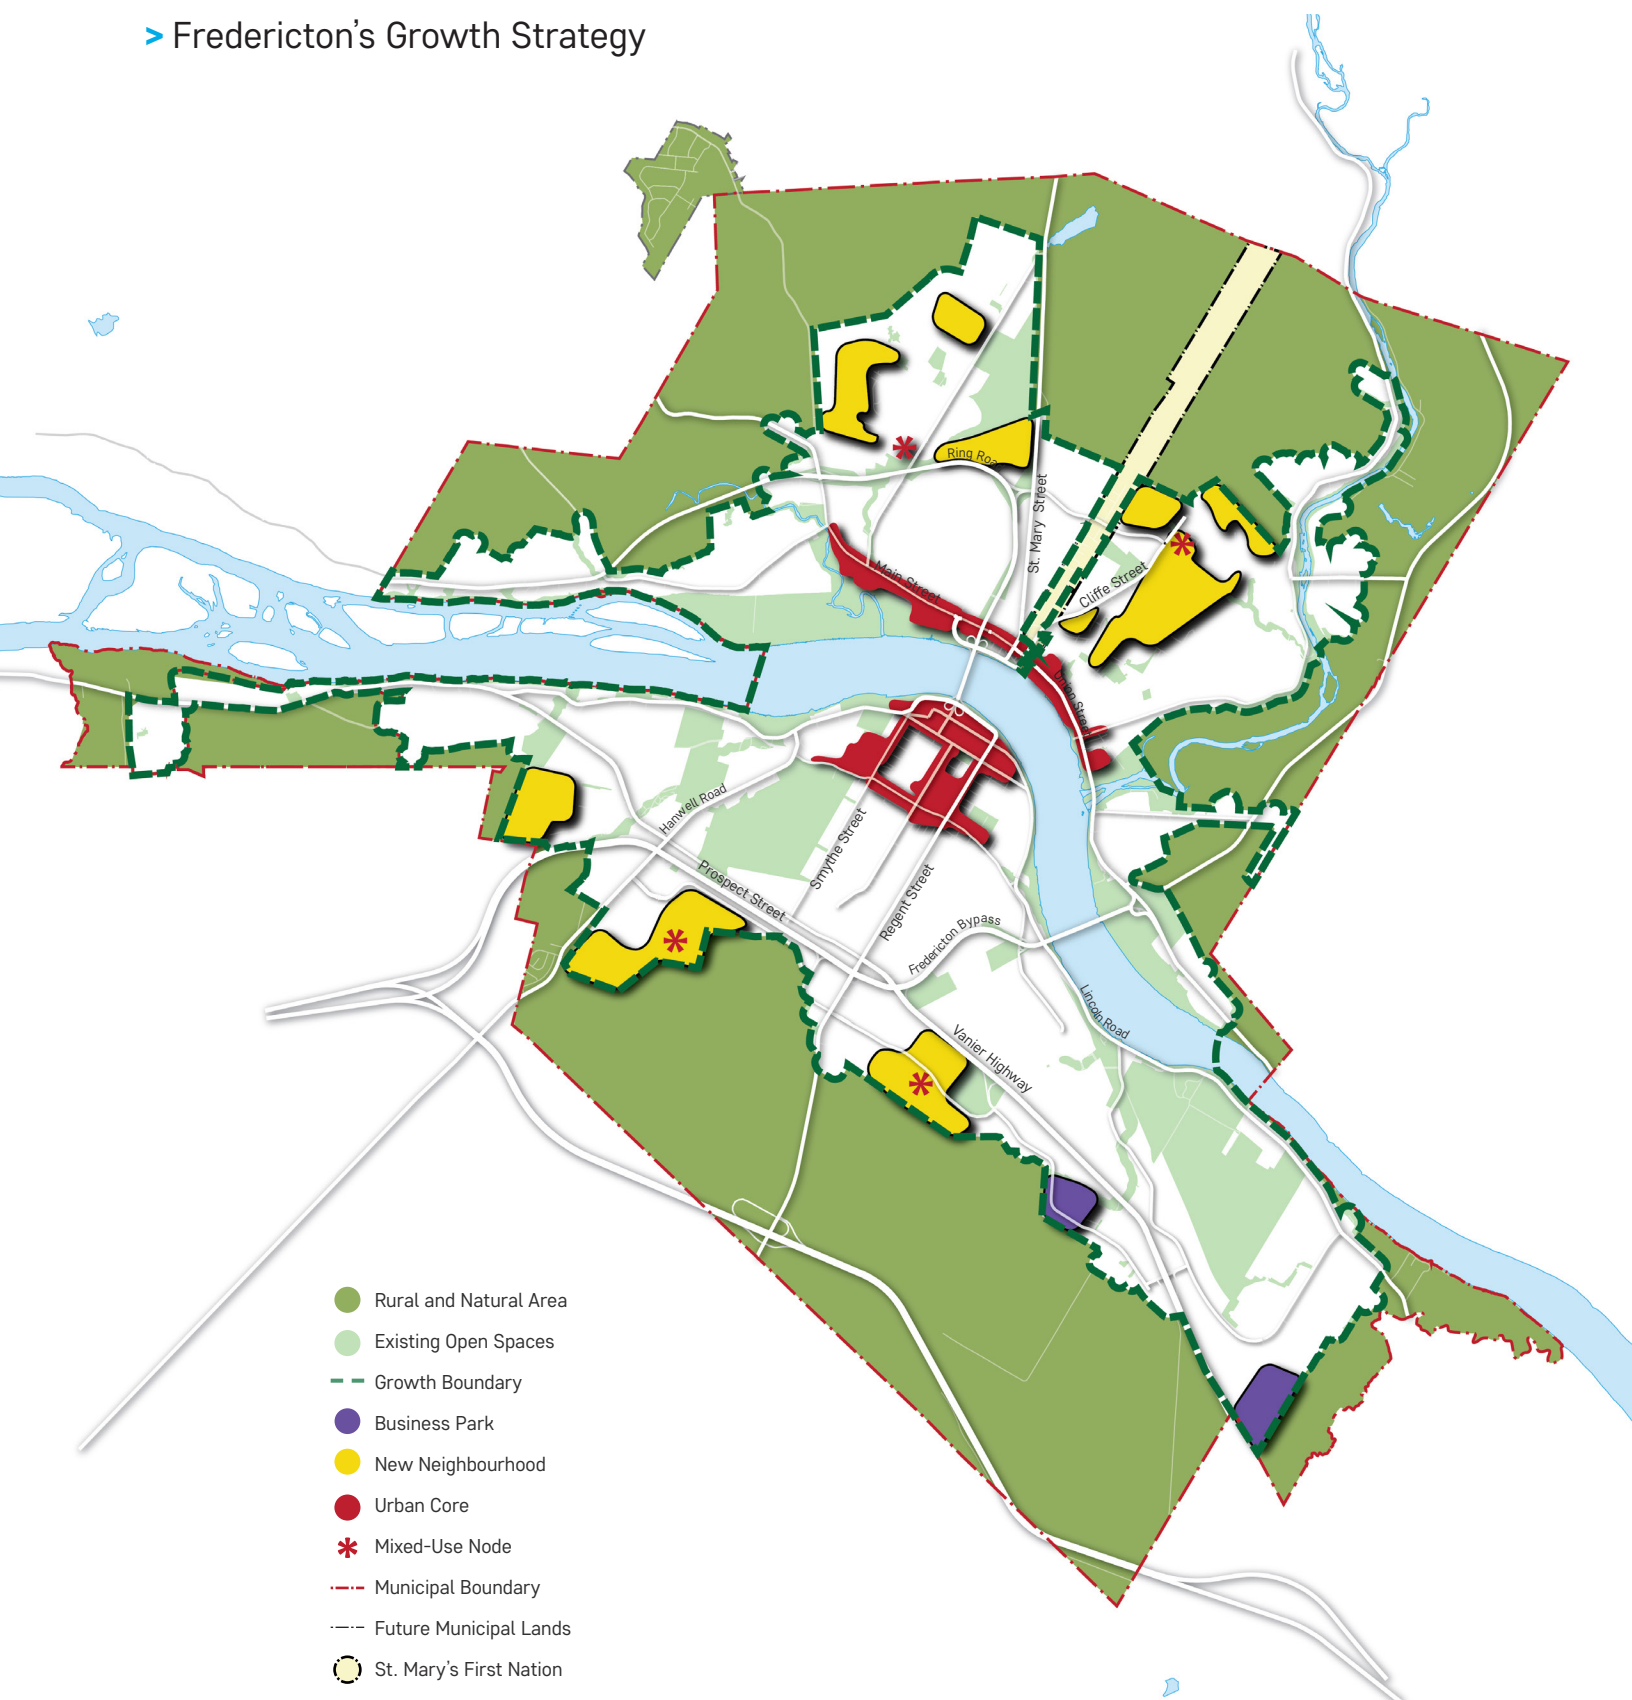 > Fredericton's Growth Strategy
Ring Roa
St. Mary Street
Main Street
Cliffe Street
Union Street
Hanwell Road
Smythe Street
Prospect Street
Regent Street
Fredericton Bypass
Lincoln Road
Vanier Highway
Rural and Natural Area
Existing Open Spaces
Growth Boundary
Business Park
New Neighbourhood
Urban Core
Mixed-Use Node
Municipal Boundary
Future Municipal Lands
St. Mary's First Nation